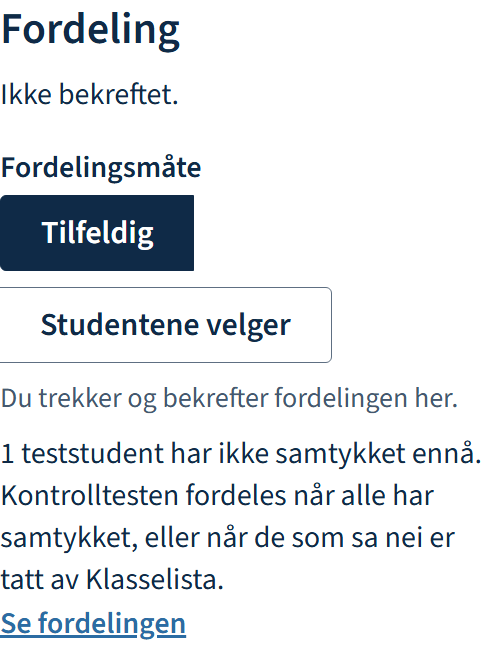 Fordeling
Ikke bekreftet.
Fordelingsmåte
Tilfeldig
Studentene velger
Du trekker og bekrefter fordelingen her.
1 teststudent har ikke samtykket ennå.
Kontrolltesten fordeles når alle har
samtykket, eller når de som sa nei er
tatt av Klasselista.
Se fordelingen